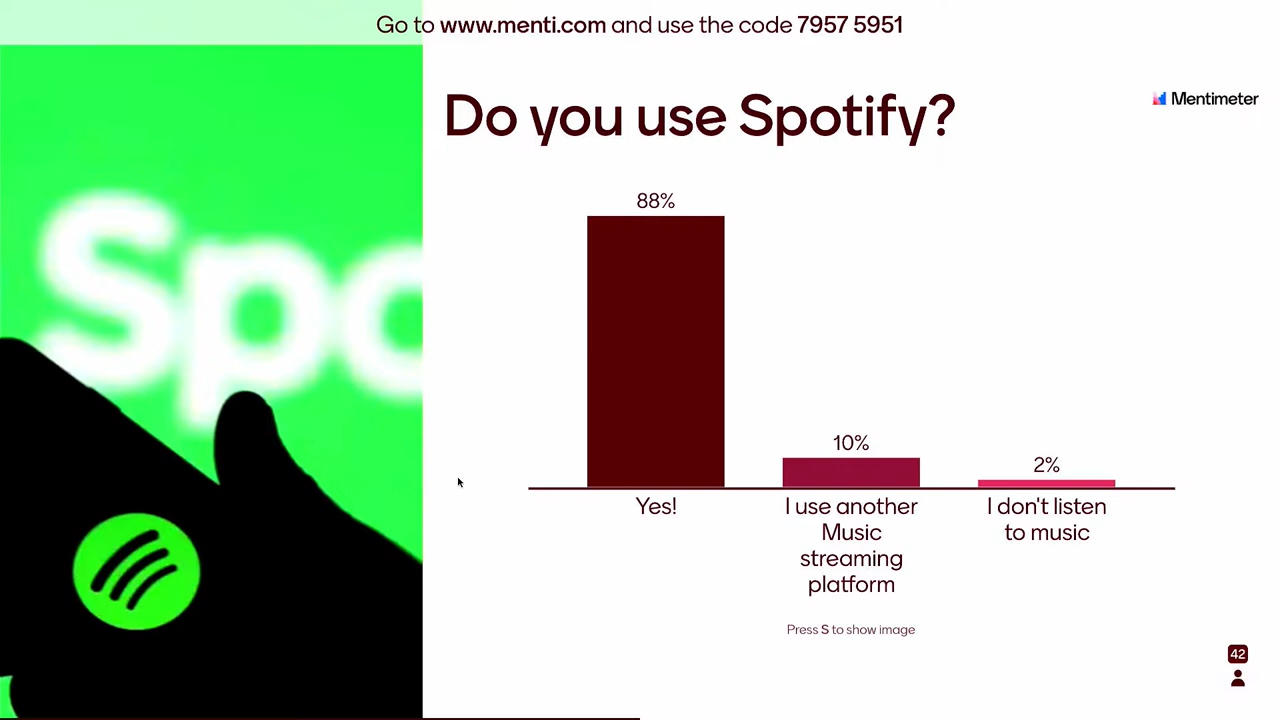 Go to www.menti.com and use the code 7957 5951
Spo
Do you use Spotify?
Mentimeter
88%
10%
2%
Yes!
I use another
Music
streaming
platform
I don't listen
to music
Press S to show image
42